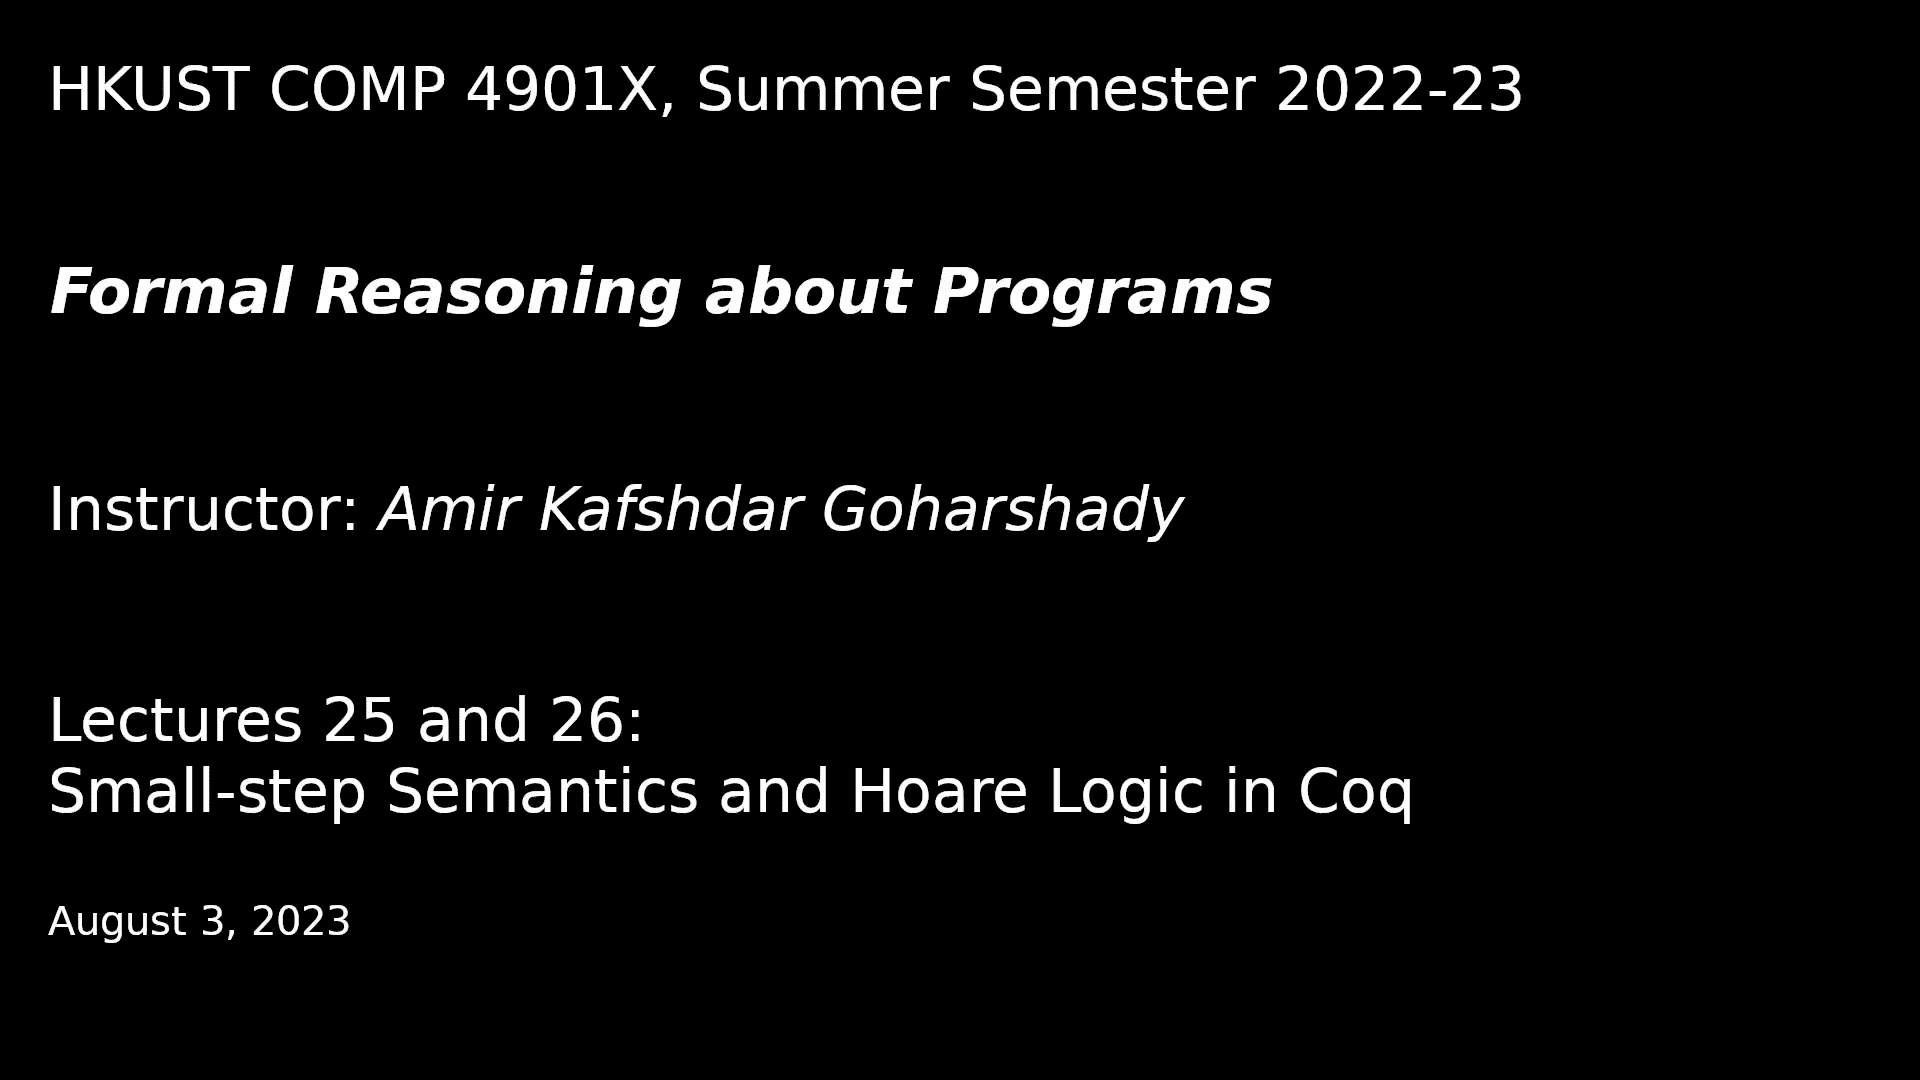 HKUST COMP 4901X, Summer Semester 2022-23
Formal Reasoning about Programs
Instructor: Amir Kafshdar Goharshady
Lectures 25 and 26:
Small-step Semantics and Hoare Logic in Coq
August 3, 2023